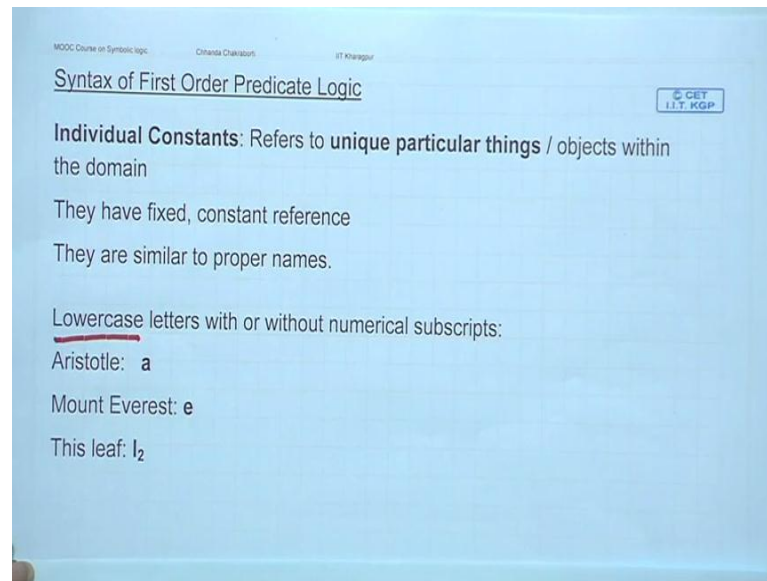 MOOC Course on Symbolic logic Chhanda Chakraborti IIT Kharagpur
Syntax of First Order Predicate Logic
© CET
I.I.T. KGP
Individual Constants: Refers to unique particular things / objects within
the domain
They have fixed, constant reference
They are similar to proper names.
Lowercase letters with or without numerical subscripts:
Aristotle: a
Mount Everest: e
This leaf: l₂